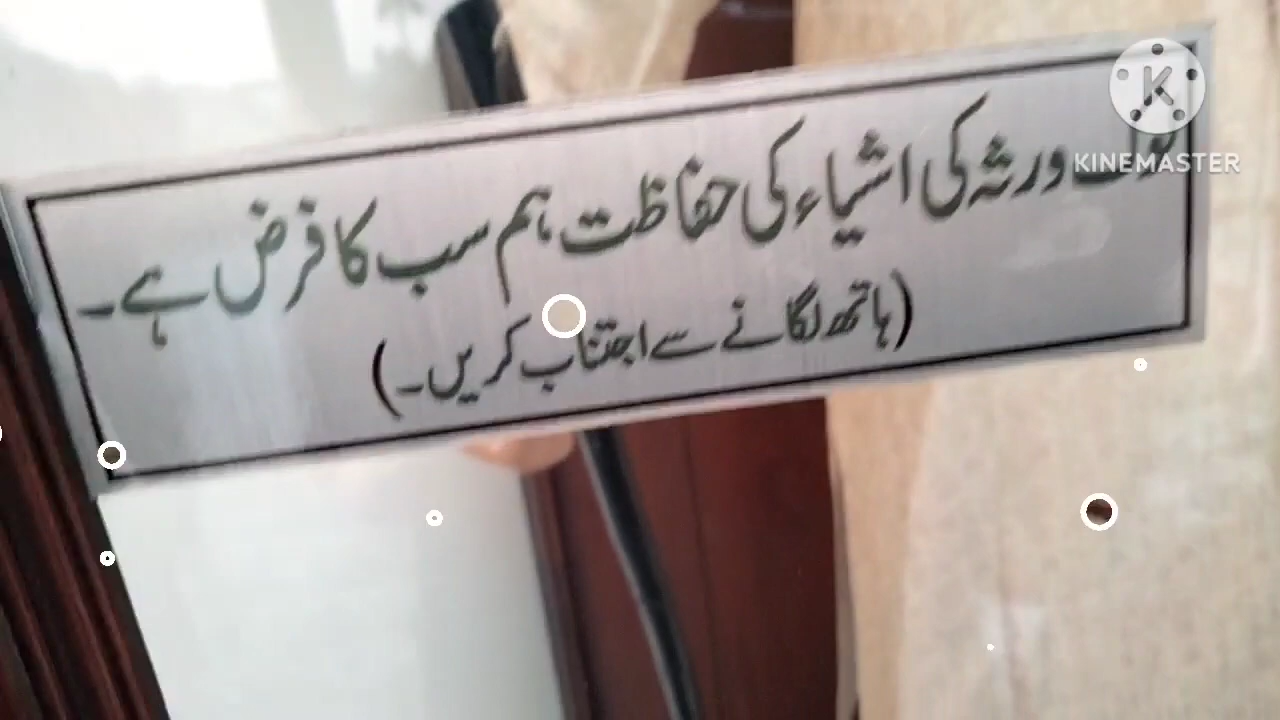 ورثہ کی اشیاء کی حفاظت ہم سب کا فرض ہے۔
(ہاتھ لگانے سے اجتناب کریں۔)
KINEMASTER